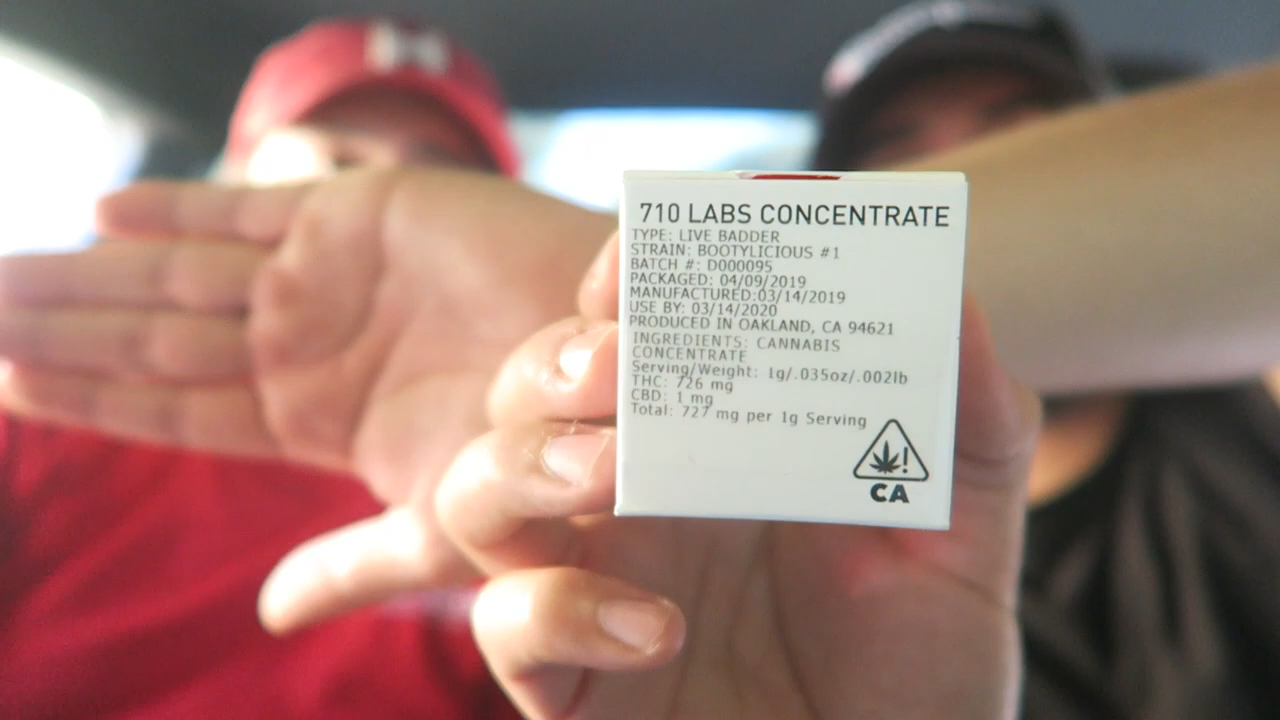 710 LABS CONCENTRATE
TYPE: LIVE BADDER
STRAIN: BOOTYLICIOUS #1
BATCH #: D000095
PACKAGED: 04/09/2019
MANUFACTURED:03/14/2019
USE BY: 03/14/2020
PRODUCED IN OAKLAND, CA 94621
INGREDIENTS: CANNABIS
CONCENTRATE
Serving/Weight: 1g/.035oz/.002lb
THC: 726 mg
CBD: 1 mg
Total: 727 mg per 1g Serving
!
CA